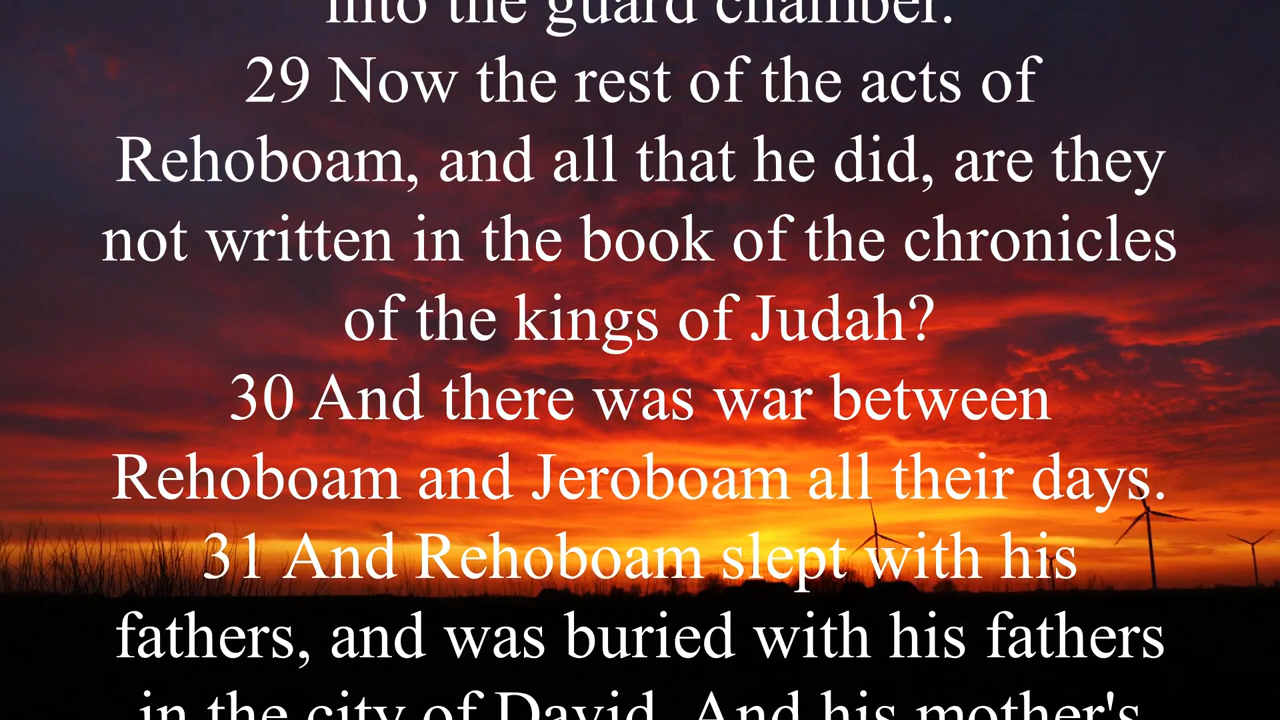 into the guard chamber.
29 Now the rest of the acts of
Rehoboam, and all that he did, are they
not written in the book of the chronicles
of the kings of Judah?
30 And there was war between
Rehoboam and Jeroboam all their days.
31 And Rehoboam slept with his
fathers, and was buried with his fathers
in the city of David. And his mother's